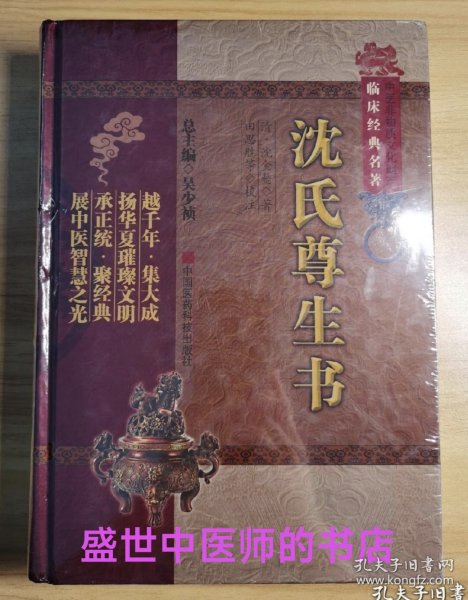 临床经典名著
沈氏尊生书
清◇沈金鳌◇著
田思胜等◇校注
总主编◇吴少祯
越千年·集大成
扬华夏璀璨文明
承正统·聚经典
展中医智慧之光
中国医药科技出版社
盛世中医师的书店
孔夫子旧书网
www.kongfz.com
孔夫子旧书